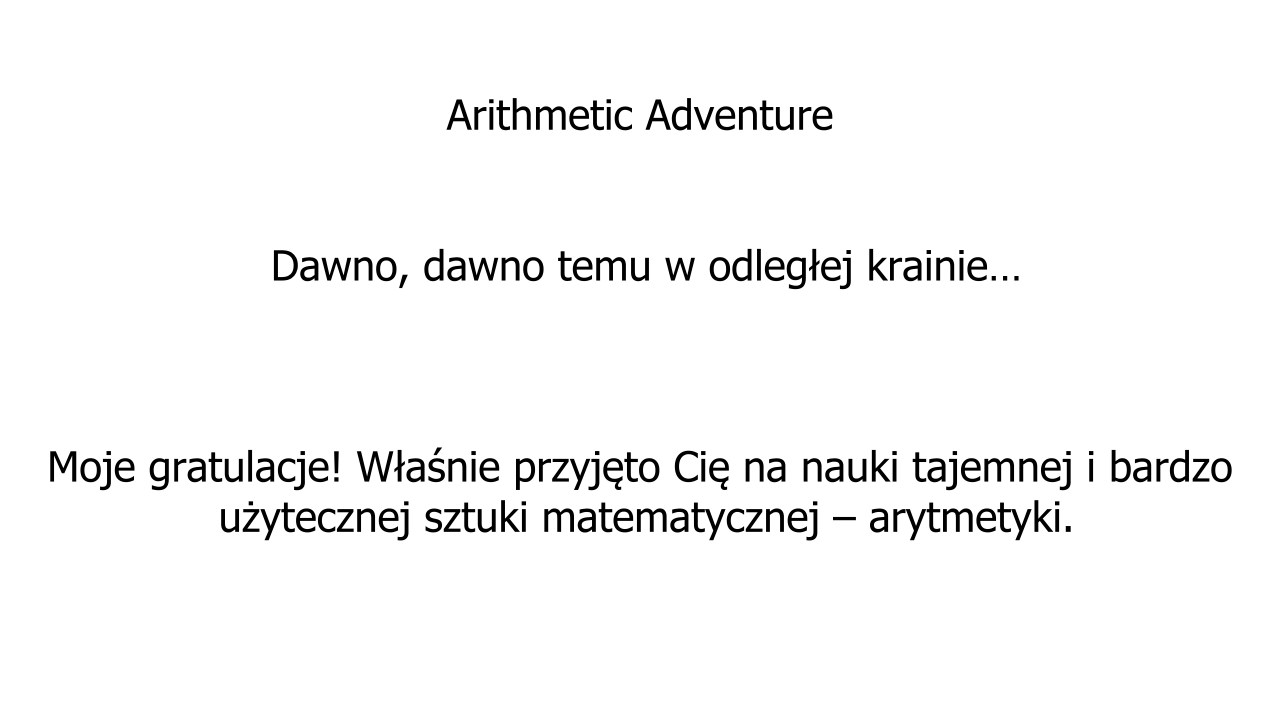 Arithmetic Adventure
Dawno, dawno temu w odległej krainie…
Moje gratulacje! Właśnie przyjęto Cię na nauki tajemnej i bardzo
użytecznej sztuki matematycznej – arytmetyki.